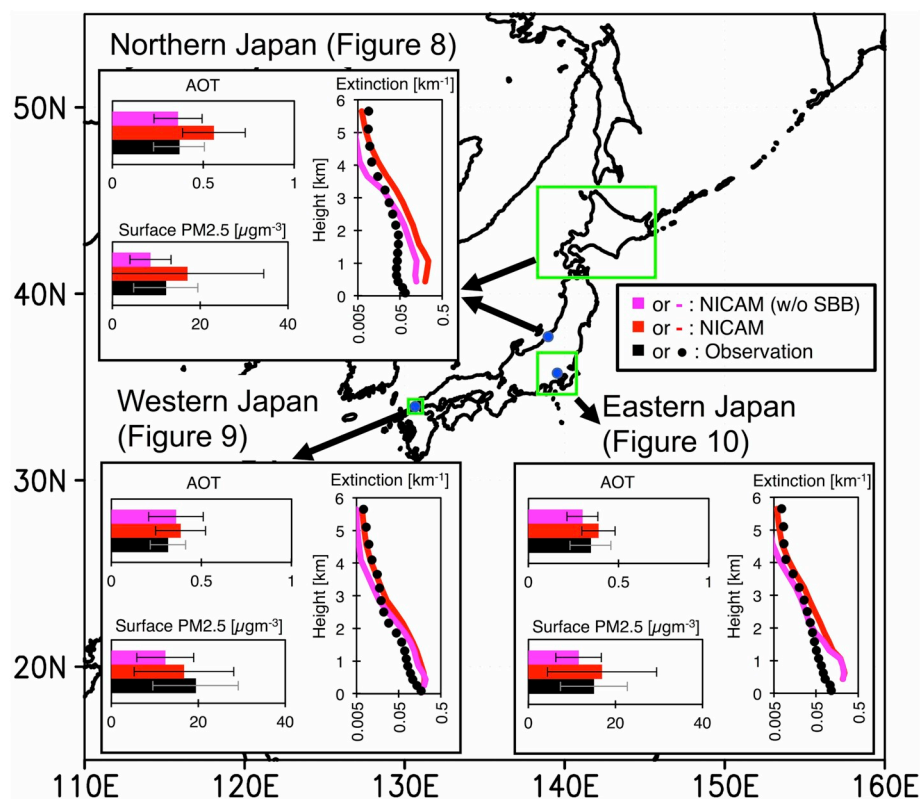 Northern Japan (Figure 8)
AOT
0 0.5 1
Surface PM2.5 [µgm-3]
0 20 40
Extinction [km-1]
6
5
4
3
2
1
0
Height [km]
0.005 0.05 0.5
50N
40N
30N
20N
■ or - : NICAM (w/o SBB)
■ or - : NICAM
■ or ● : Observation
Western Japan
(Figure 9)
AOT
0 0.5 1
Surface PM2.5 [µgm-3]
0 20 40
Extinction [km-1]
6
5
4
3
2
1
0
Height [km]
0.005 0.05 0.5
Eastern Japan
(Figure 10)
AOT
0 0.5 1
Surface PM2.5 [µgm-3]
0 20 40
Extinction [km-1]
6
5
4
3
2
1
0
Height [km]
0.005 0.05 0.5
110E 120E 130E 140E 150E 160E